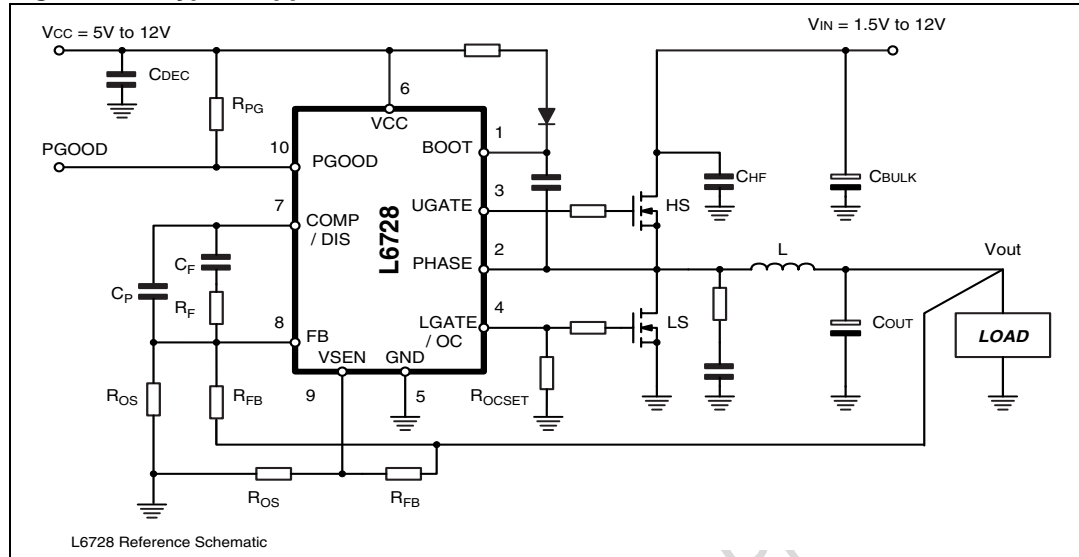 VCC = 5V to 12V
VIN = 1.5V to 12V
CDEC
6
RPG
VCC
1
BOOT
PGOOD
10
PGOOD
3
CHF
CBULK
UGATE
HS
7
COMP
/ DIS
L6728
2
PHASE
L
Vout
CF
CP
RF
4
LGATE
/ OC
LS
COUT
LOAD
8
FB
VSEN
GND
ROS
RFB
9
5
ROCSET
ROS
RFB
L6728 Reference Schematic